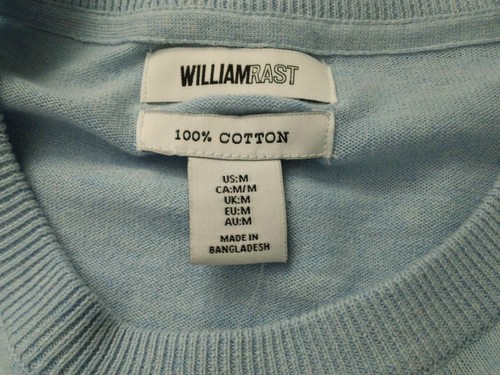 WILLIAMRAST
100% COTTON
US:M
CA:M/M
UK:M
EU:M
AU:M
MADE IN
BANGLADESH